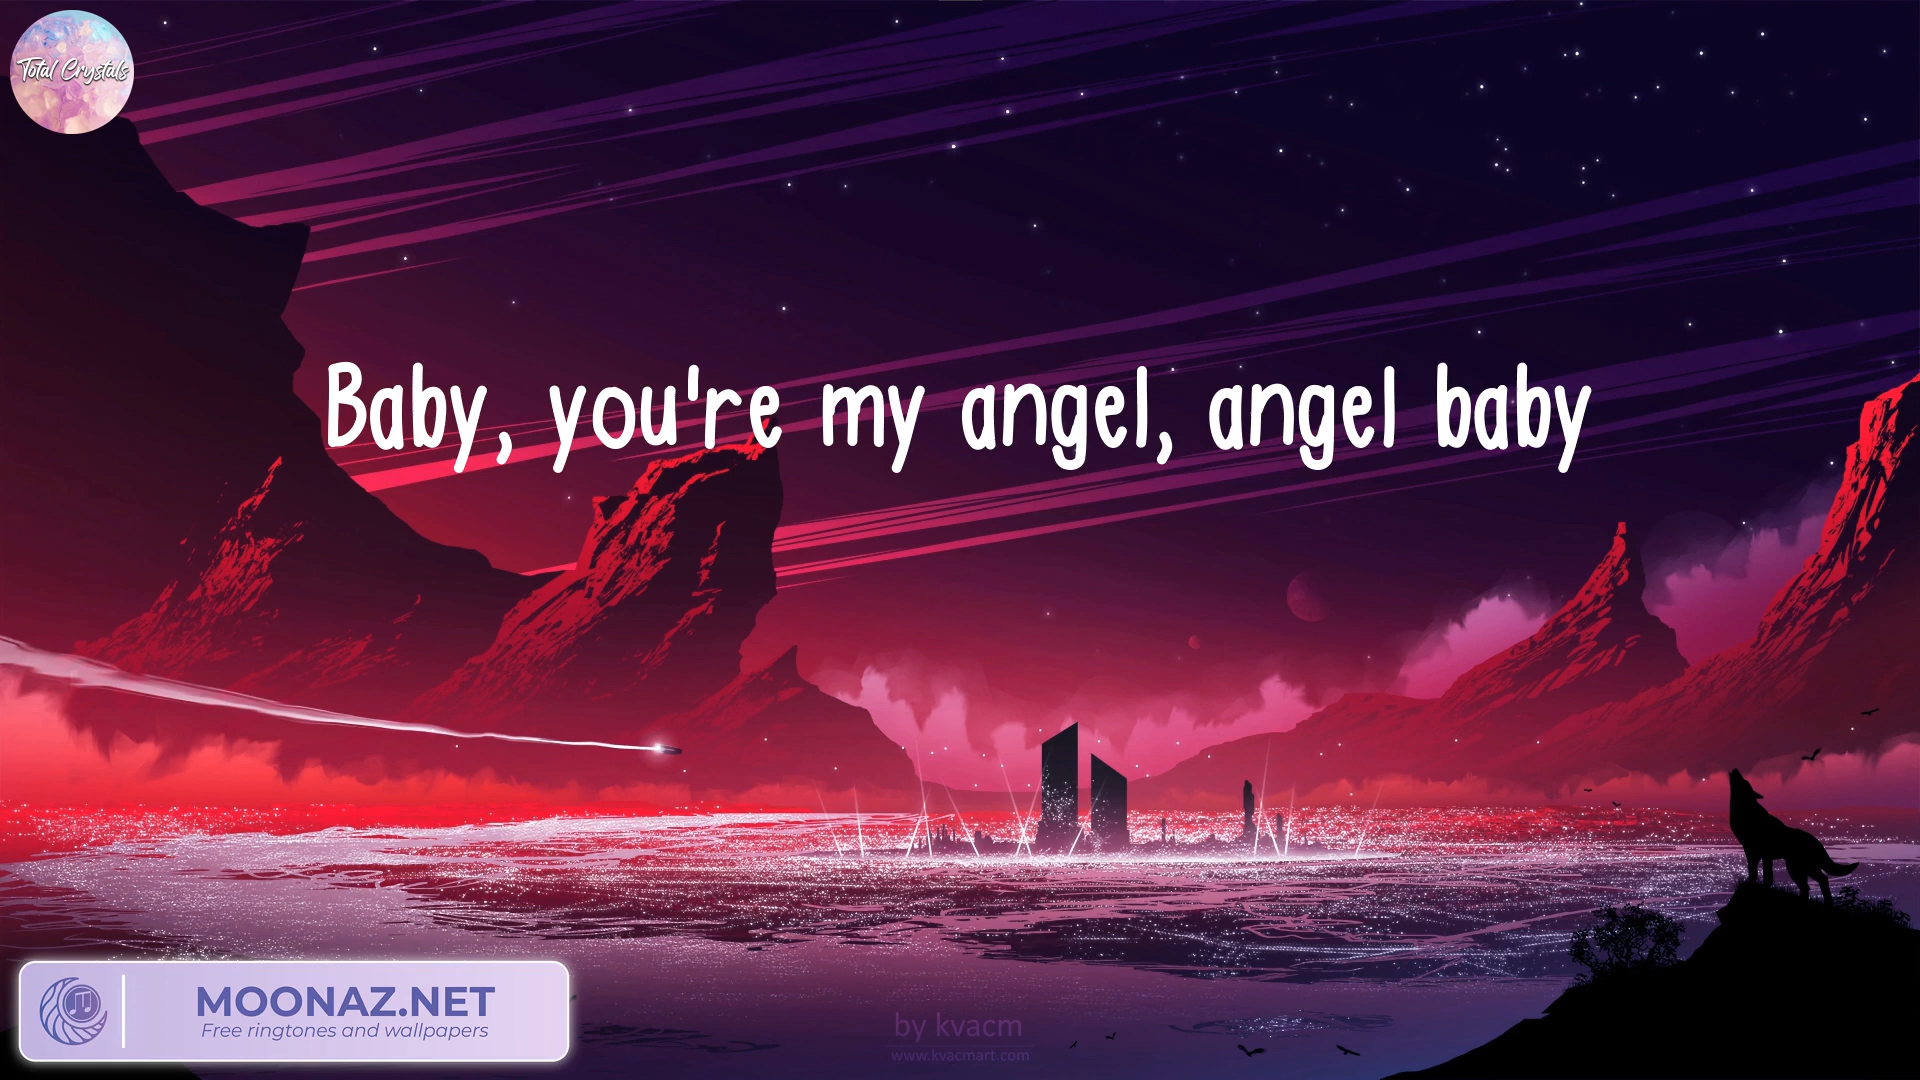 Total Crystals
Baby, you're my angel, angel baby
MOONAZ.NET
Free ringtones and wallpapers
by kvacm
www.kvacmart.com